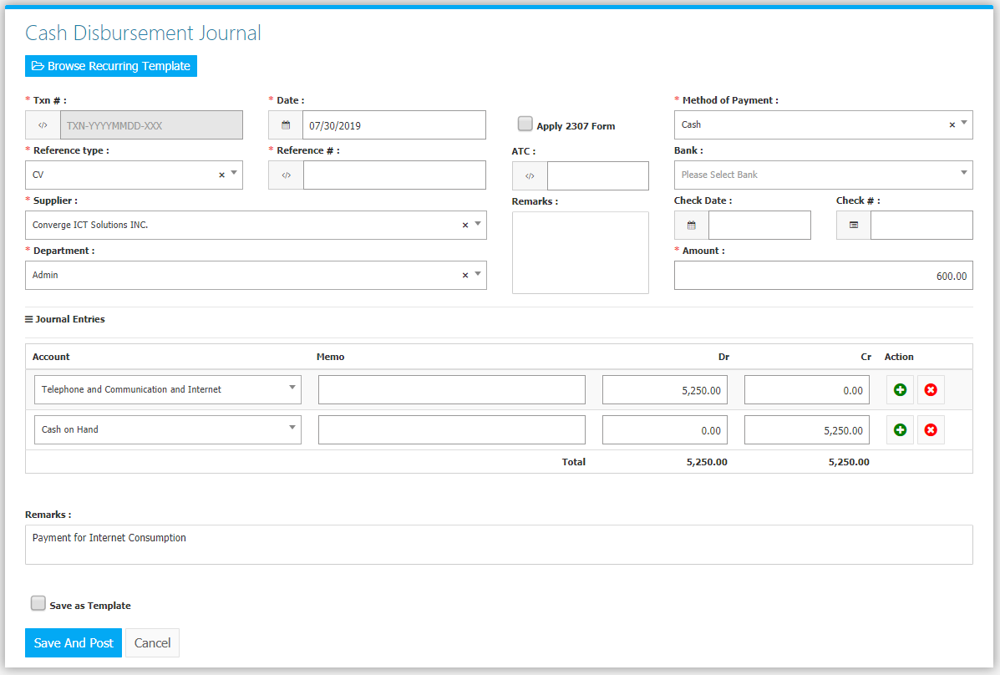 Cash Disbursement Journal
Browse Recurring Template
* Txn # :
TXN-YYYYMMDD-XXX
* Date :
07/30/2019
Apply 2307 Form
* Method of Payment :
Cash × 
* Reference type :
CV ×
* Reference # :
ATC :
Bank :
Please Select Bank
* Supplier :
Converge ICT Solutions INC. ×
Remarks :
Check Date :
Check # :
* Department :
Admin ×
* Amount :
600.00
Journal Entries
Account Memo Dr Cr Action
Telephone and Communication and Internet 5,250.00 0.00
Cash on Hand 0.00 5,250.00
Total 5,250.00 5,250.00
Remarks :
Payment for Internet Consumption
Save as Template
Save And Post Cancel